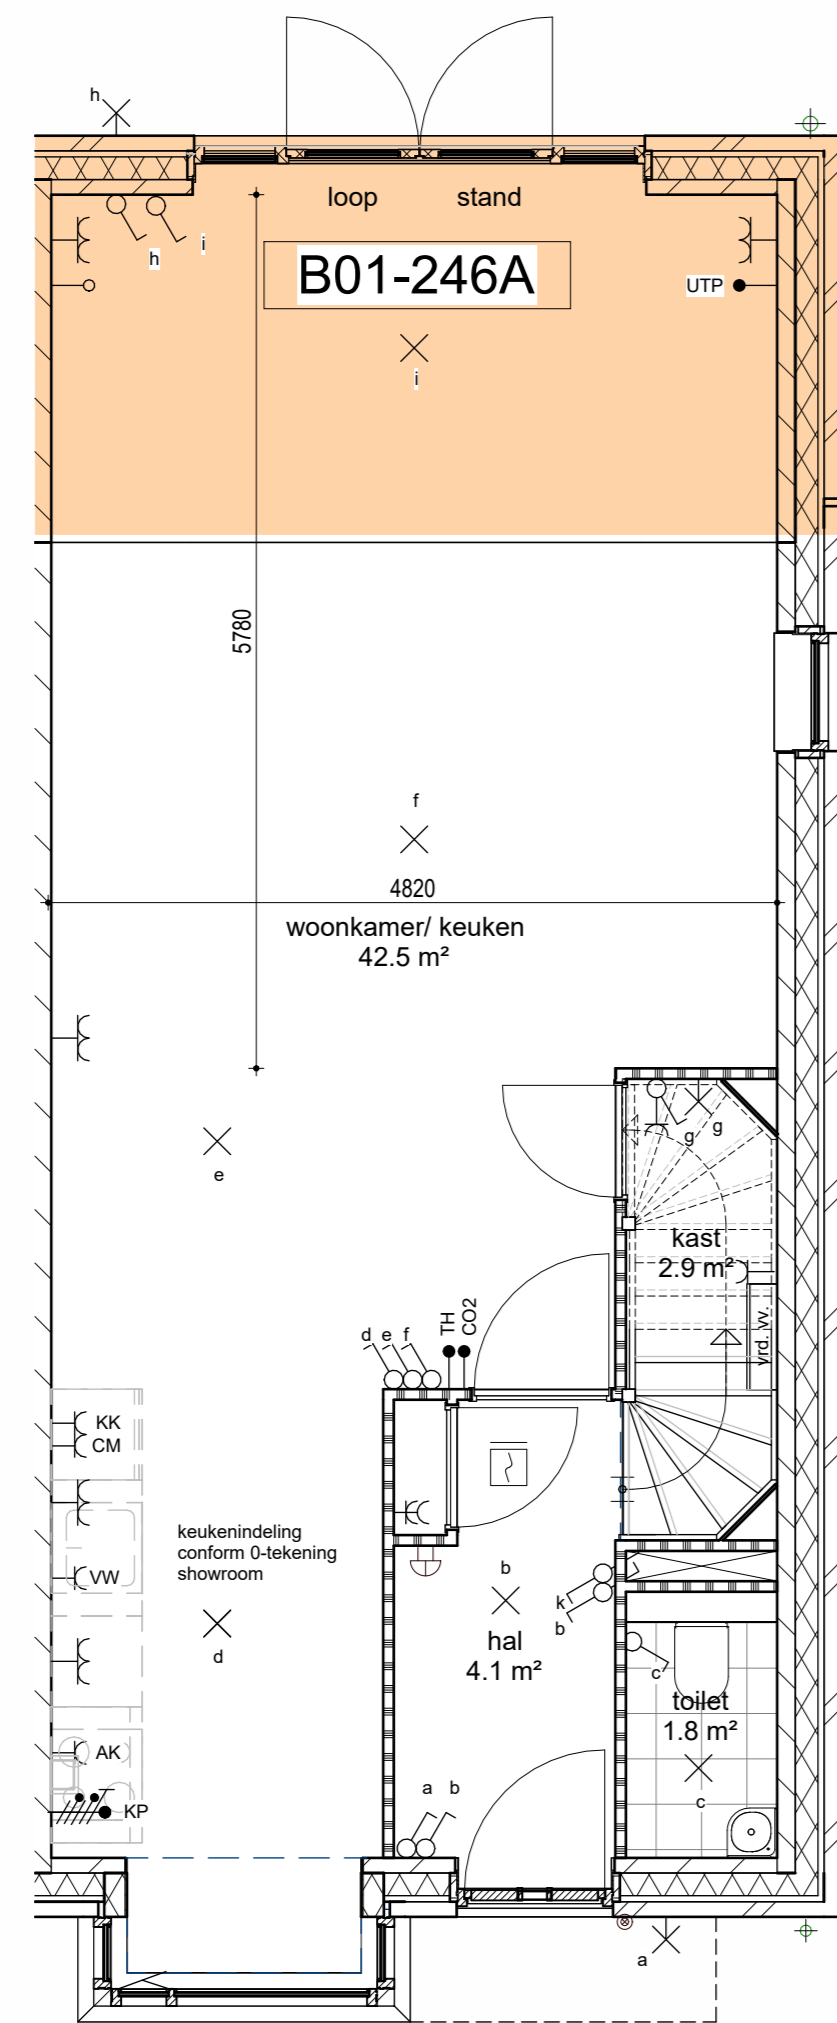 h
loop stand
h i
B01-246A
UTP
i
5780
f
4820
woonkamer/ keuken
42.5 m²
g g
e
kast
2.9 m²
vrd. vv.
TH
CO2
d e f
KK
CM
keukenindeling
conform 0-tekening
showroom
VW
b
k
b
d
hal
4.1 m²
c
toilet
1.8 m²
AK
a b
c
KP
a